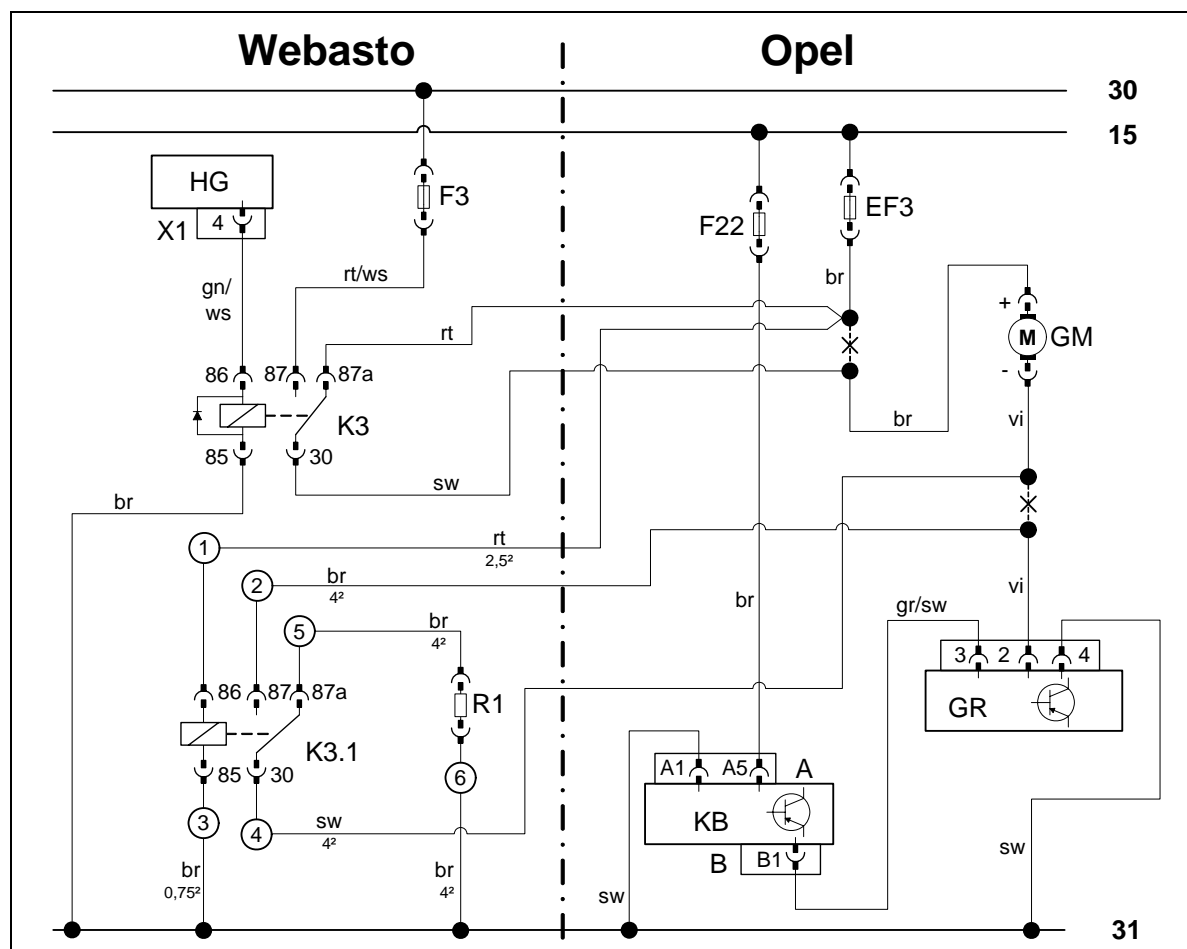 Webasto Opel
30
15
HG
X1 4
F3
F22
EF3
gn/
ws
rt/ws
br
rt
+
M GM
-
86 87 87a
K3
85 30
br
vi
sw
br
1 rt
2,5²
2 br
4²
5 br
4²
br
vi
gr/sw
86 87 87a
R1
3 2 4
GR
K3.1
85 30
6
A1 A5 A
KB
3
4 sw
4²
B B1
br
0,75²
br
4²
sw
sw
31